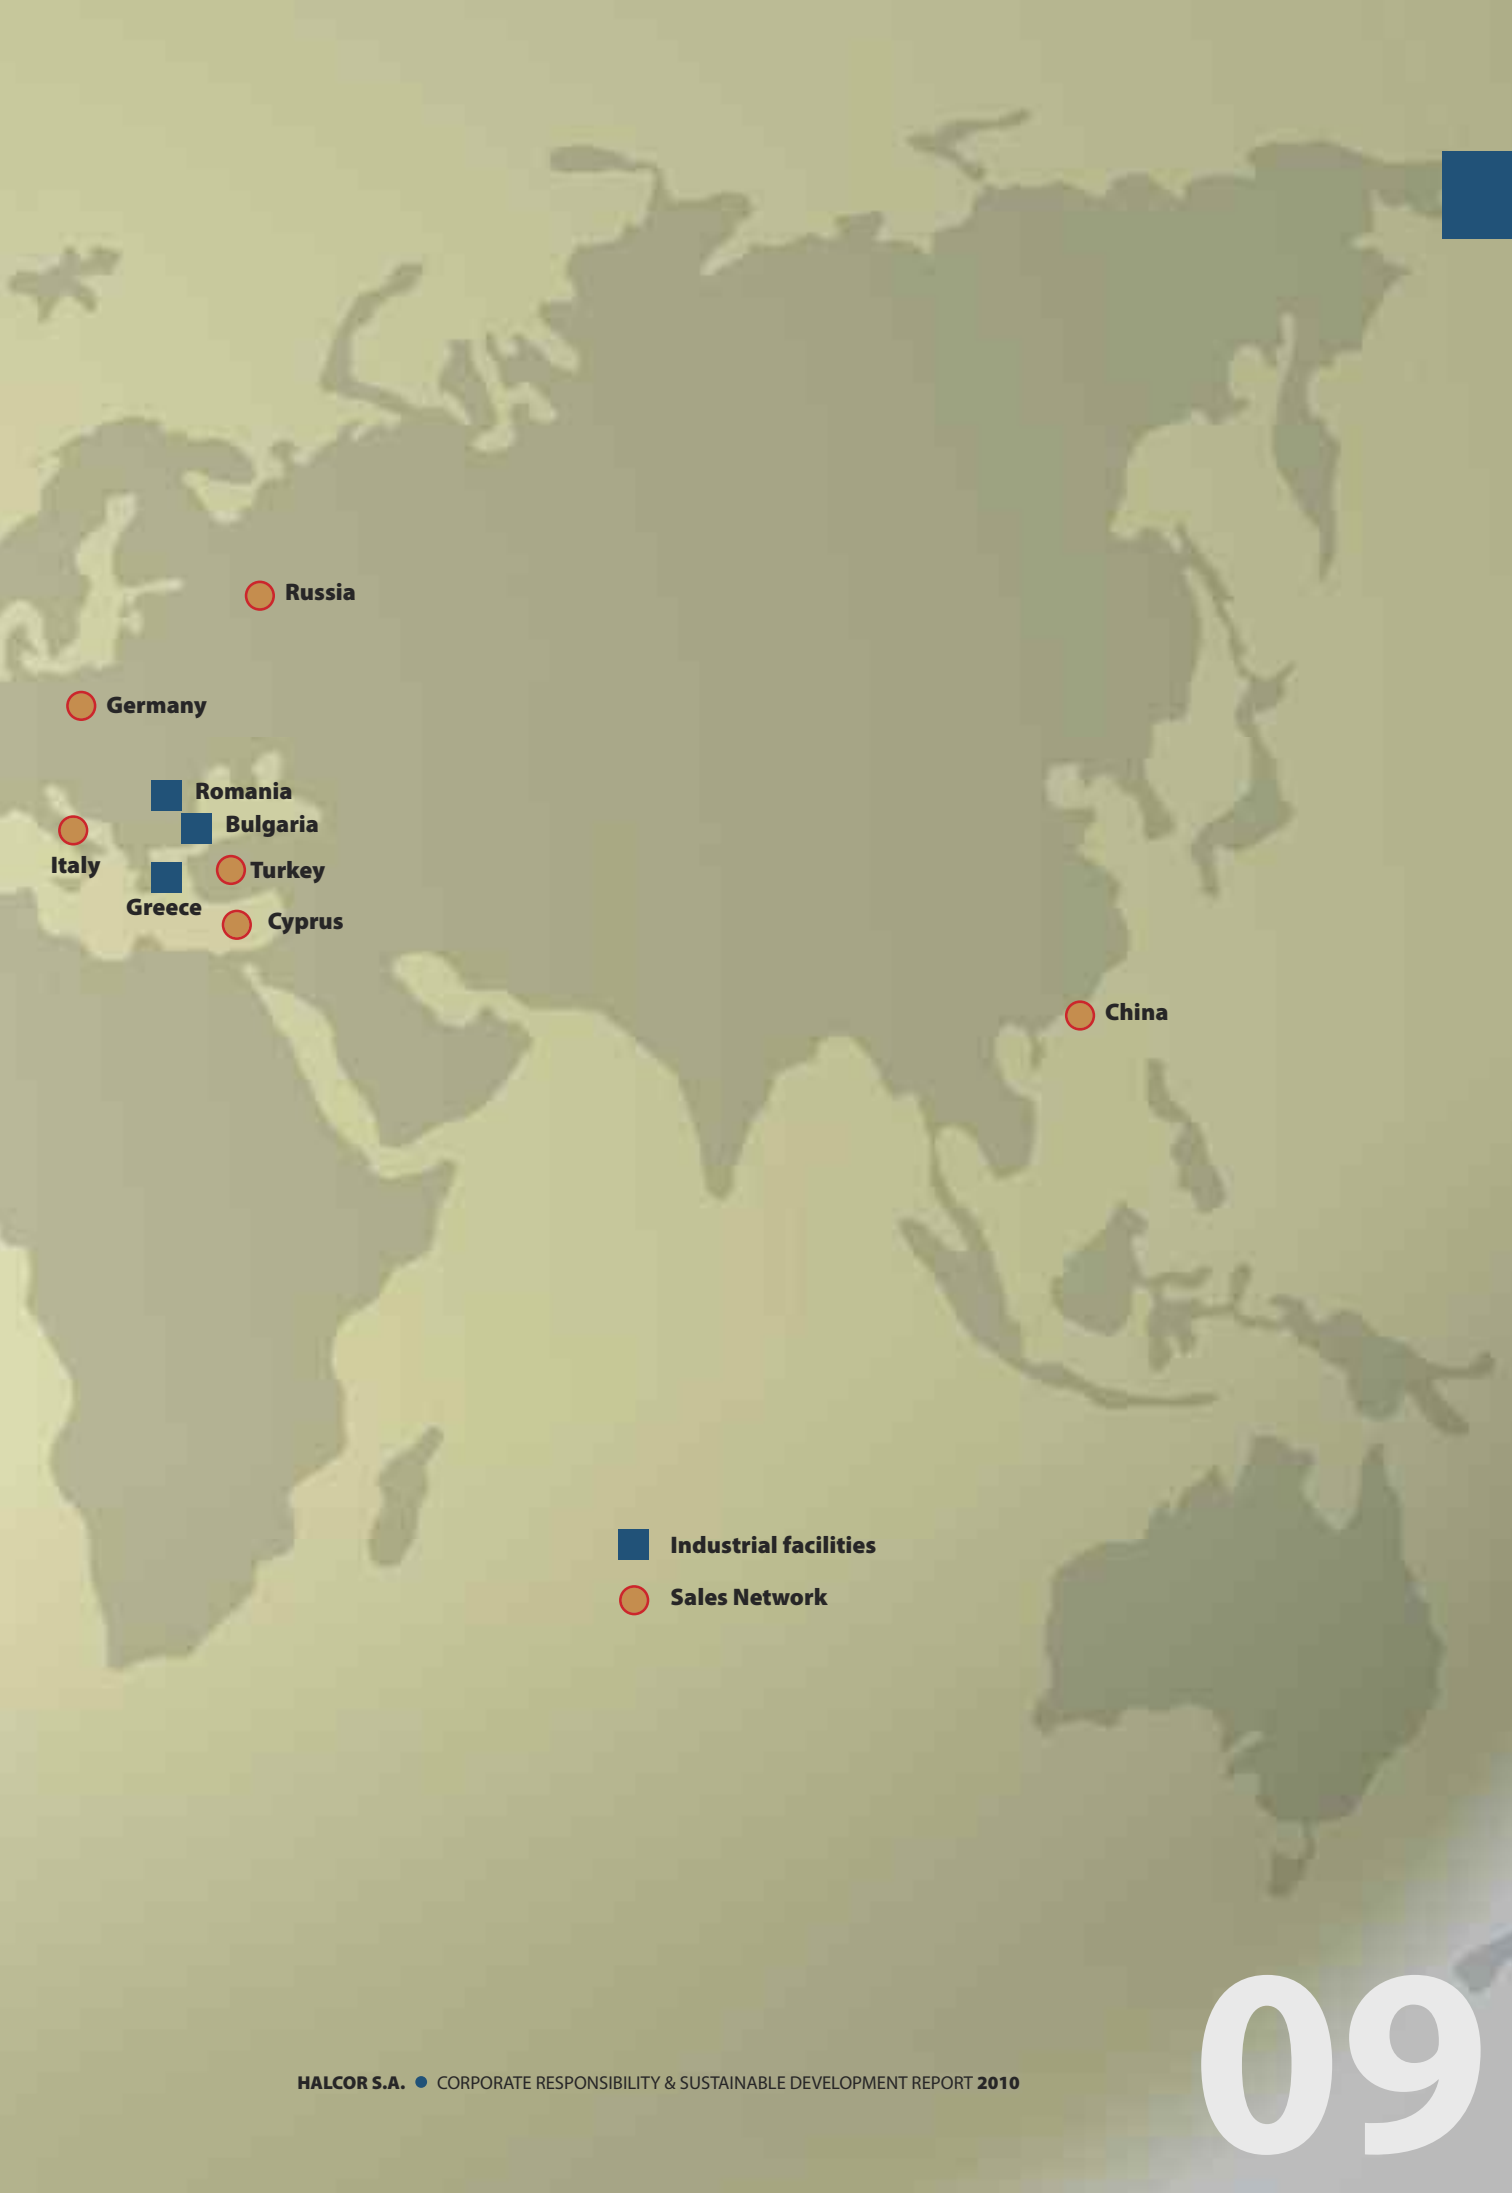 Russia
Germany
Romania
Bulgaria
Italy
Turkey
Greece
Cyprus
China
Industrial facilities
Sales Network
HALCOR S.A. ● CORPORATE RESPONSIBILITY & SUSTAINABLE DEVELOPMENT REPORT 2010
09